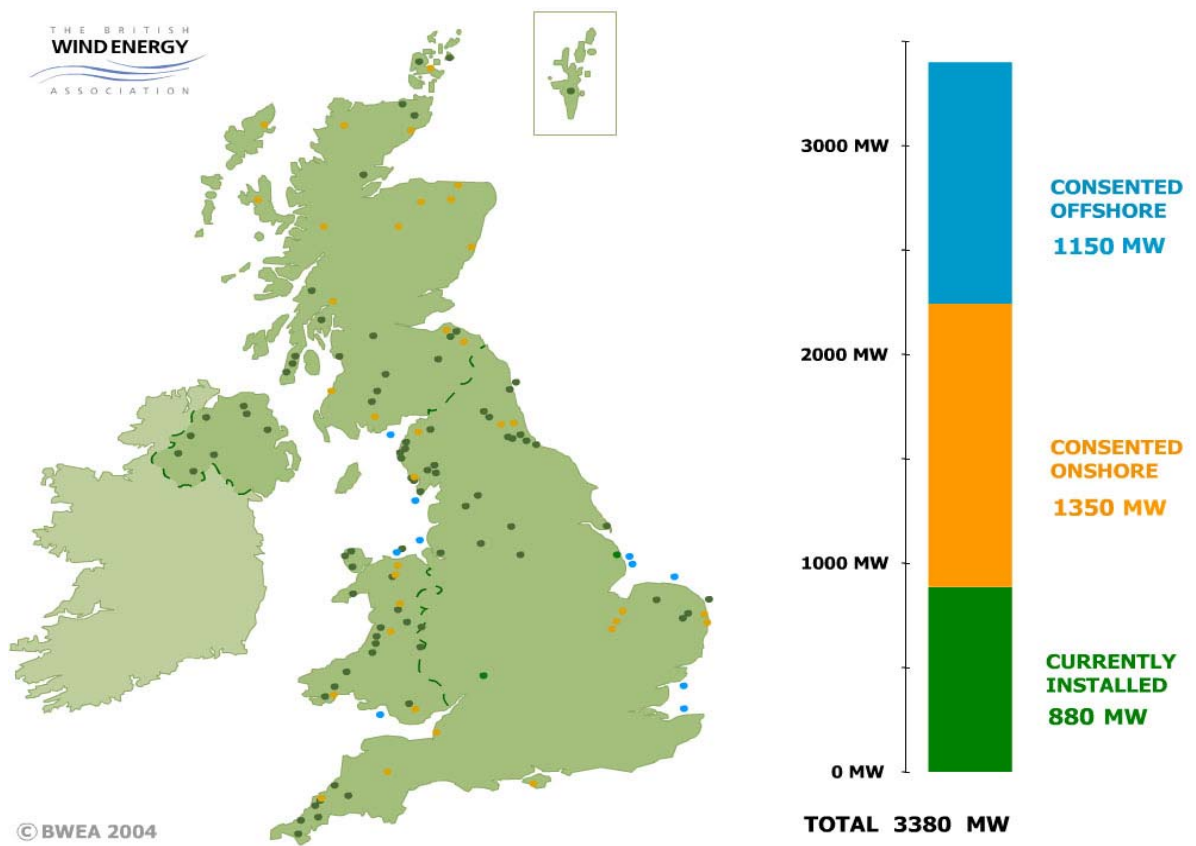 THE BRITISH
WIND ENERGY
ASSOCIATION
3000 MW
2000 MW
1000 MW
0 MW
CONSENTED
OFFSHORE
1150 MW
CONSENTED
ONSHORE
1350 MW
CURRENTLY
INSTALLED
880 MW
TOTAL 3380 MW
© BWEA 2004